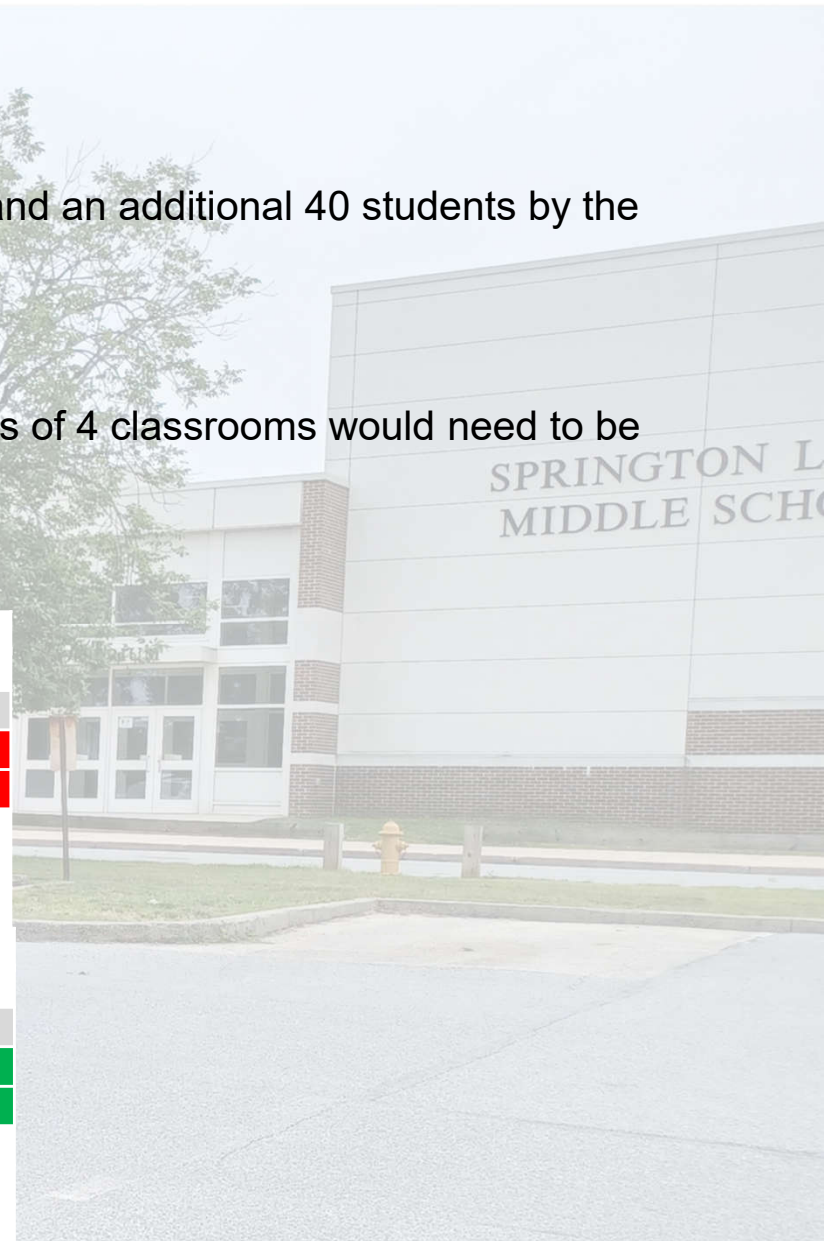 and an additional 40 students by the
s of 4 classrooms would need to be
SPRINGTON L
MIDDLE SCHO